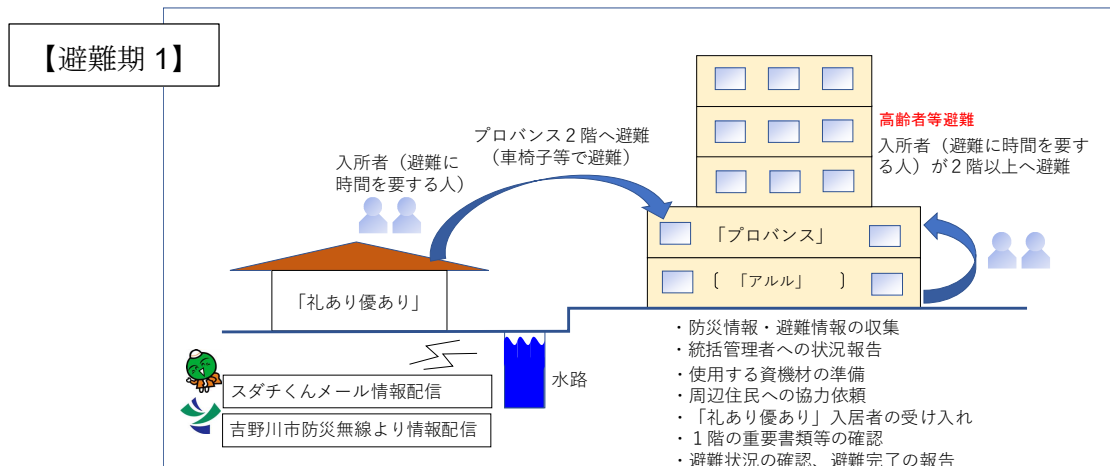 【避難期 1】
プロバンス２階へ避難
（車椅子等で避難）
入所者（避難に
時間を要する人）
高齢者等避難
入所者（避難に時間を要す
る人）が２階以上へ避難
「プロバンス」
〔 「アルル」 〕
「礼あり優あり」
水路
スダチくんメール情報配信
吉野川市防災無線より情報配信
・防災情報・避難情報の収集
・統括管理者への状況報告
・使用する資機材の準備
・周辺住民への協力依頼
・「礼あり優あり」入居者の受け入れ
・１階の重要書類等の確認
・避難状況の確認、避難完了の報告